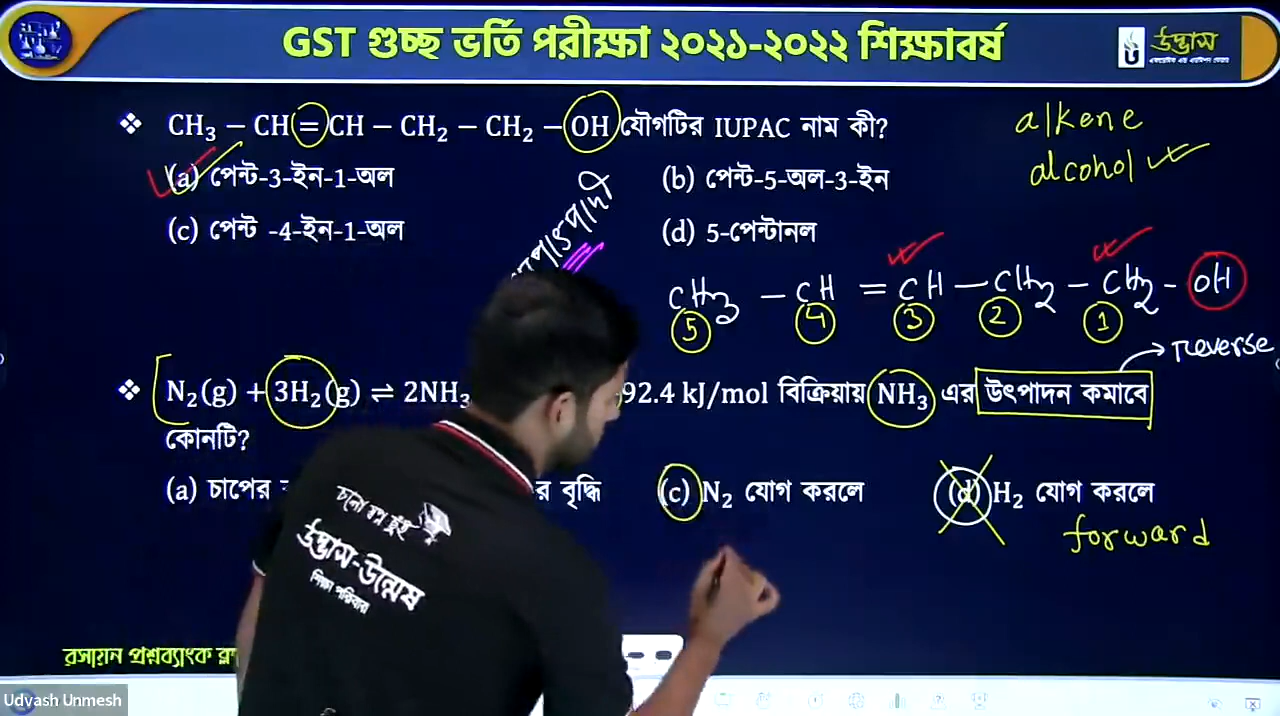 GST গুচ্ছ ভর্তি পরীক্ষা ২০২১-২০২২ শিক্ষাবর্ষ
উদ্ভাস
❖ CH₃ – CH = CH – CH₂ – CH₂ – OH যৌগটির IUPAC নাম কী?
alkene
alcohol
(a) পেন্ট-3-ইন-1-অল (b) পেন্ট-5-অল-3-ইন
(c) পেন্ট -4-ইন-1-অল (d) 5-পেন্টানল
CH₃ – CH = CH – CH₂ – CH₂ – OH
5 4 3 2 1
reverse
❖ N₂(g) + 3H₂(g) ⇌ 2NH₃ 92.4 kJ/mol বিক্রিয়ায় NH₃ এর উৎপাদন কমাবে
কোনটি?
(a) চাপের র বৃদ্ধি (c) N₂ যোগ করলে (d) H₂ যোগ করলে
forward
চলো স্বপ্ন ছুঁই
উদ্ভাস-উন্মেষ
শিক্ষা পরিবার
রসায়ন প্রশ্নব্যাংক
Udvash Unmesh